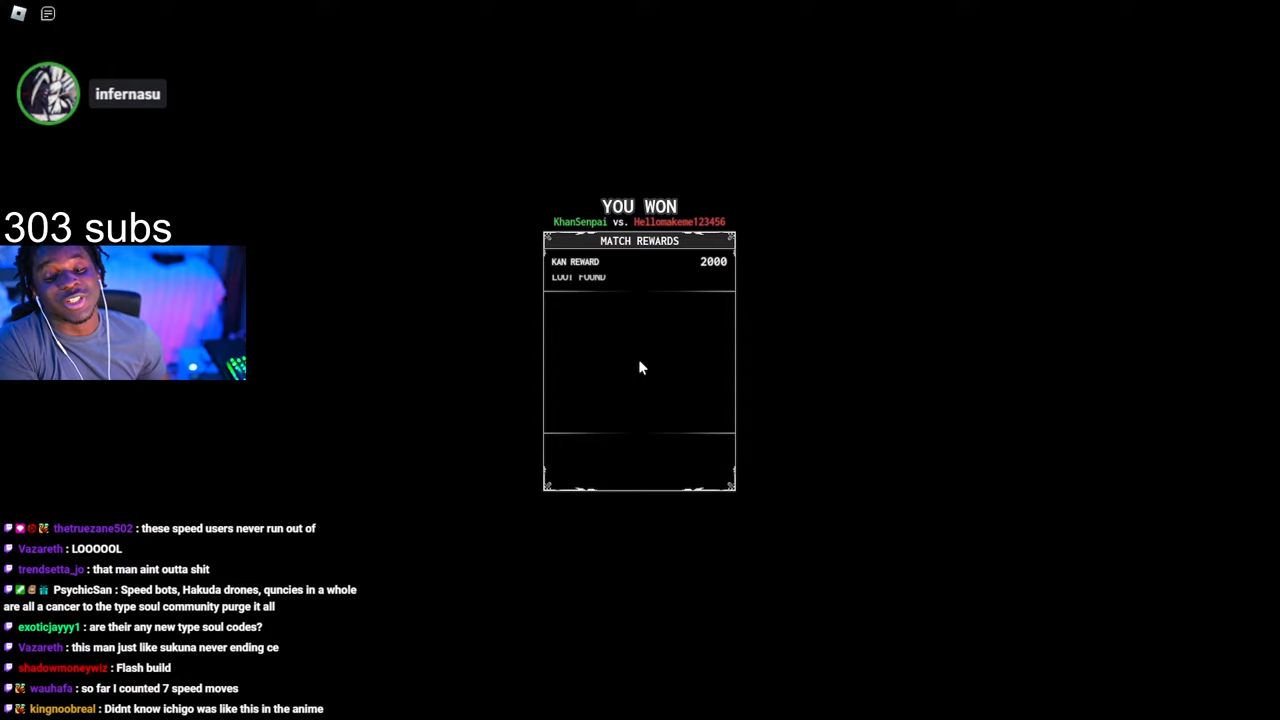 infernasu
YOU WON
KhanSenpai vs. Hellomakeme123456
MATCH REWARDS
KAN REWARD 2000
LOOT FOUND
303 subs
thetruezane502 : these speed users never run out of
Vazareth : LOOOOOL
trendsetta_jo : that man aint outta shit
PsychicSan : Speed bots, Hakuda drones, quncies in a whole
are all a cancer to the type soul community purge it all
exoticjayyy1 : are their any new type soul codes?
Vazareth : this man just like sukuna never ending ce
shadowmoneywiz : Flash build
wauhafa : so far I counted 7 speed moves
kingnoobreal : Didnt know ichigo was like this in the anime